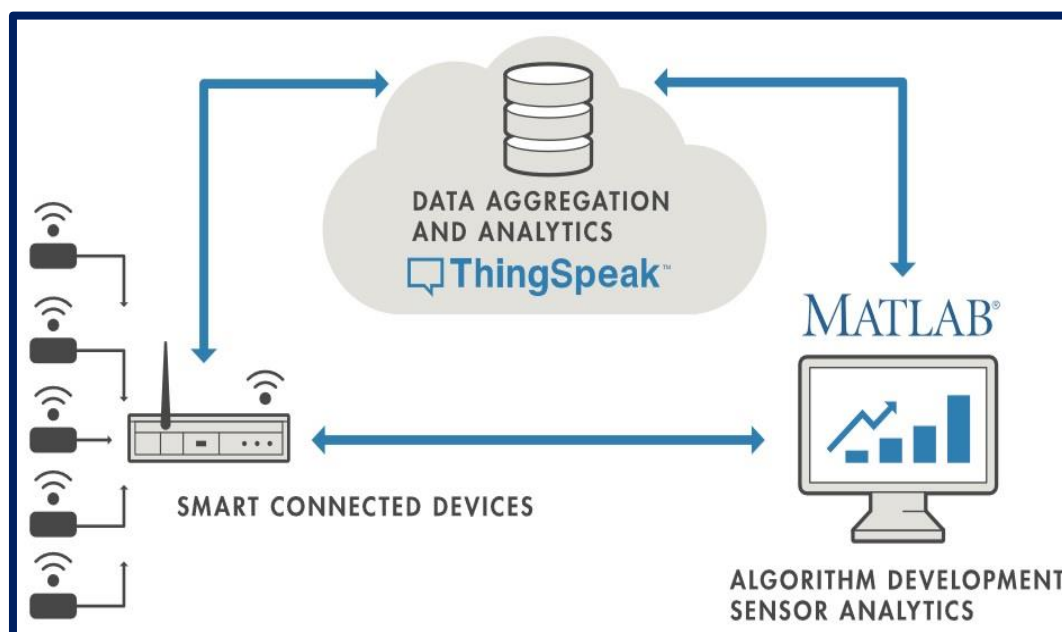 DATA AGGREGATION
AND ANALYTICS
ThingSpeak™
MATLAB®
SMART CONNECTED DEVICES
ALGORITHM DEVELOPMENT
SENSOR ANALYTICS